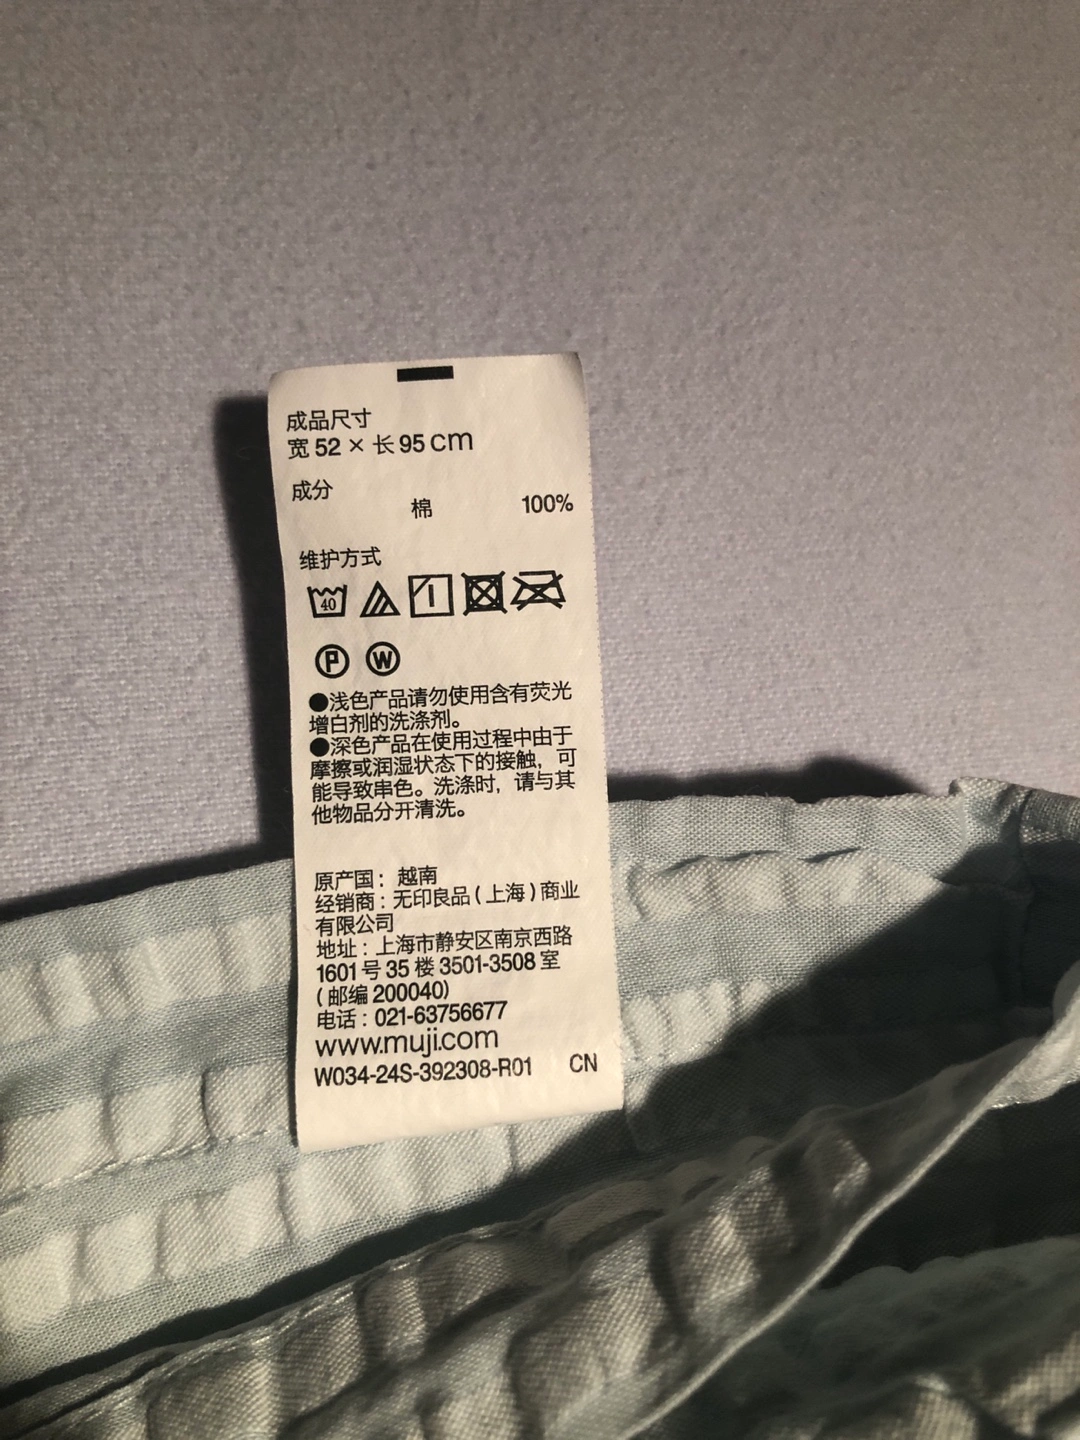 成品尺寸
宽 52 × 长 95 cm
成分
棉 100%
维护方式
40
P W
●浅色产品请勿使用含有荧光
增白剂的洗涤剂。
●深色产品在使用过程中由于
摩擦或润湿状态下的接触，可
能导致串色。洗涤时，请与其
他物品分开清洗。
原产国：越南
经销商：无印良品（上海）商业
有限公司
地址：上海市静安区南京西路
1601 号 35 楼 3501-3508 室
（邮编 200040）
电话：021-63756677
www.muji.com
W034-24S-392308-R01 CN